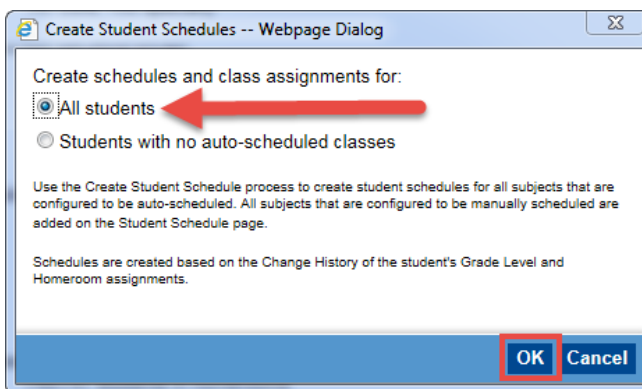 Create Student Schedules -- Webpage Dialog
Create schedules and class assignments for:
All students
Students with no auto-scheduled classes
Use the Create Student Schedule process to create student schedules for all subjects that are
configured to be auto-scheduled. All subjects that are configured to be manually scheduled are
added on the Student Schedule page.
Schedules are created based on the Change History of the student's Grade Level and
Homeroom assignments.
OK Cancel